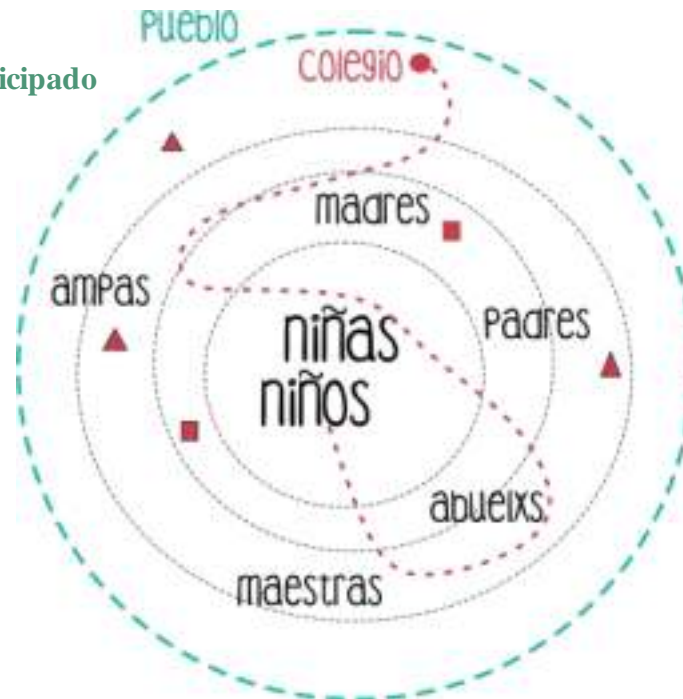 Pueblo
icipado
colegio
madres
ampas
padres
niñas
niños
abuelxs
maestras